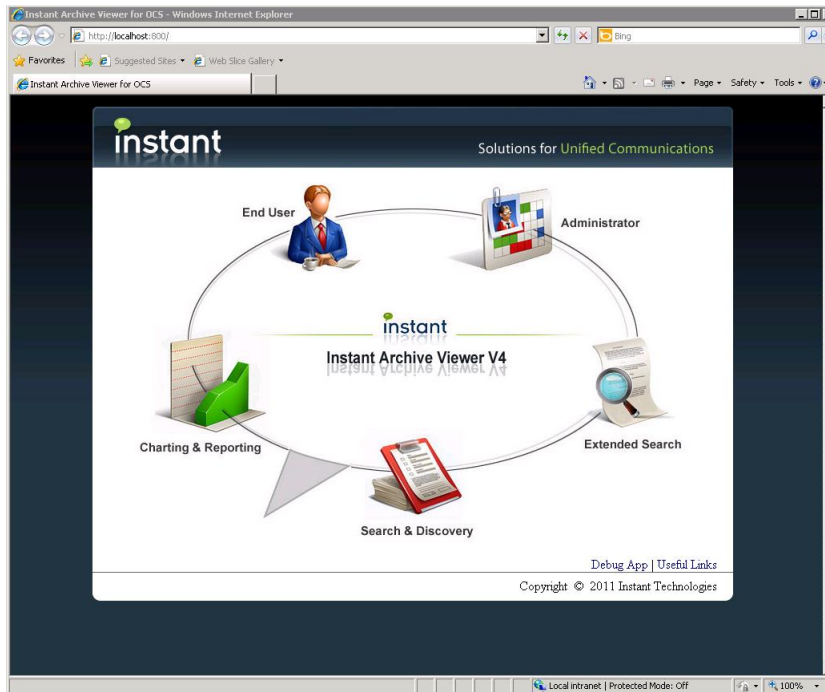 Instant Archive Viewer for OCS - Windows Internet Explorer
http://localhost:800/
Bing
Favorites
Suggested Sites
Web Slice Gallery
Instant Archive Viewer for OCS
Page
Safety
Tools
instant
Solutions for Unified Communications
End User
Administrator
instant
Instant Archive Viewer V4
Charting & Reporting
Extended Search
Search & Discovery
Debug App | Useful Links
Copyright © 2011 Instant Technologies
Local intranet | Protected Mode: Off
100%